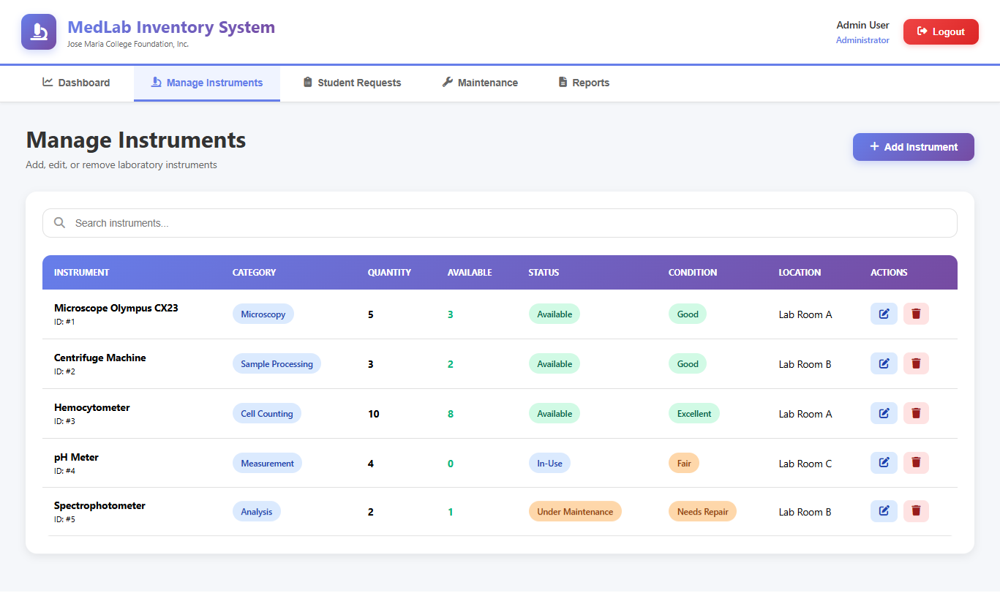 MedLab Inventory System
Jose Maria College Foundation, Inc.
Admin User
Administrator
Logout
Dashboard
Manage Instruments
Student Requests
Maintenance
Reports
Manage Instruments
Add, edit, or remove laboratory instruments
Add Instrument
Search instruments...
INSTRUMENT CATEGORY QUANTITY AVAILABLE STATUS CONDITION LOCATION ACTIONS
Microscope Olympus CX23
ID: #1
Microscopy 5 3 Available Good Lab Room A
Centrifuge Machine
ID: #2
Sample Processing 3 2 Available Good Lab Room B
Hemocytometer
ID: #3
Cell Counting 10 8 Available Excellent Lab Room A
pH Meter
ID: #4
Measurement 4 0 In-Use Fair Lab Room C
Spectrophotometer
ID: #5
Analysis 2 1 Under Maintenance Needs Repair Lab Room B